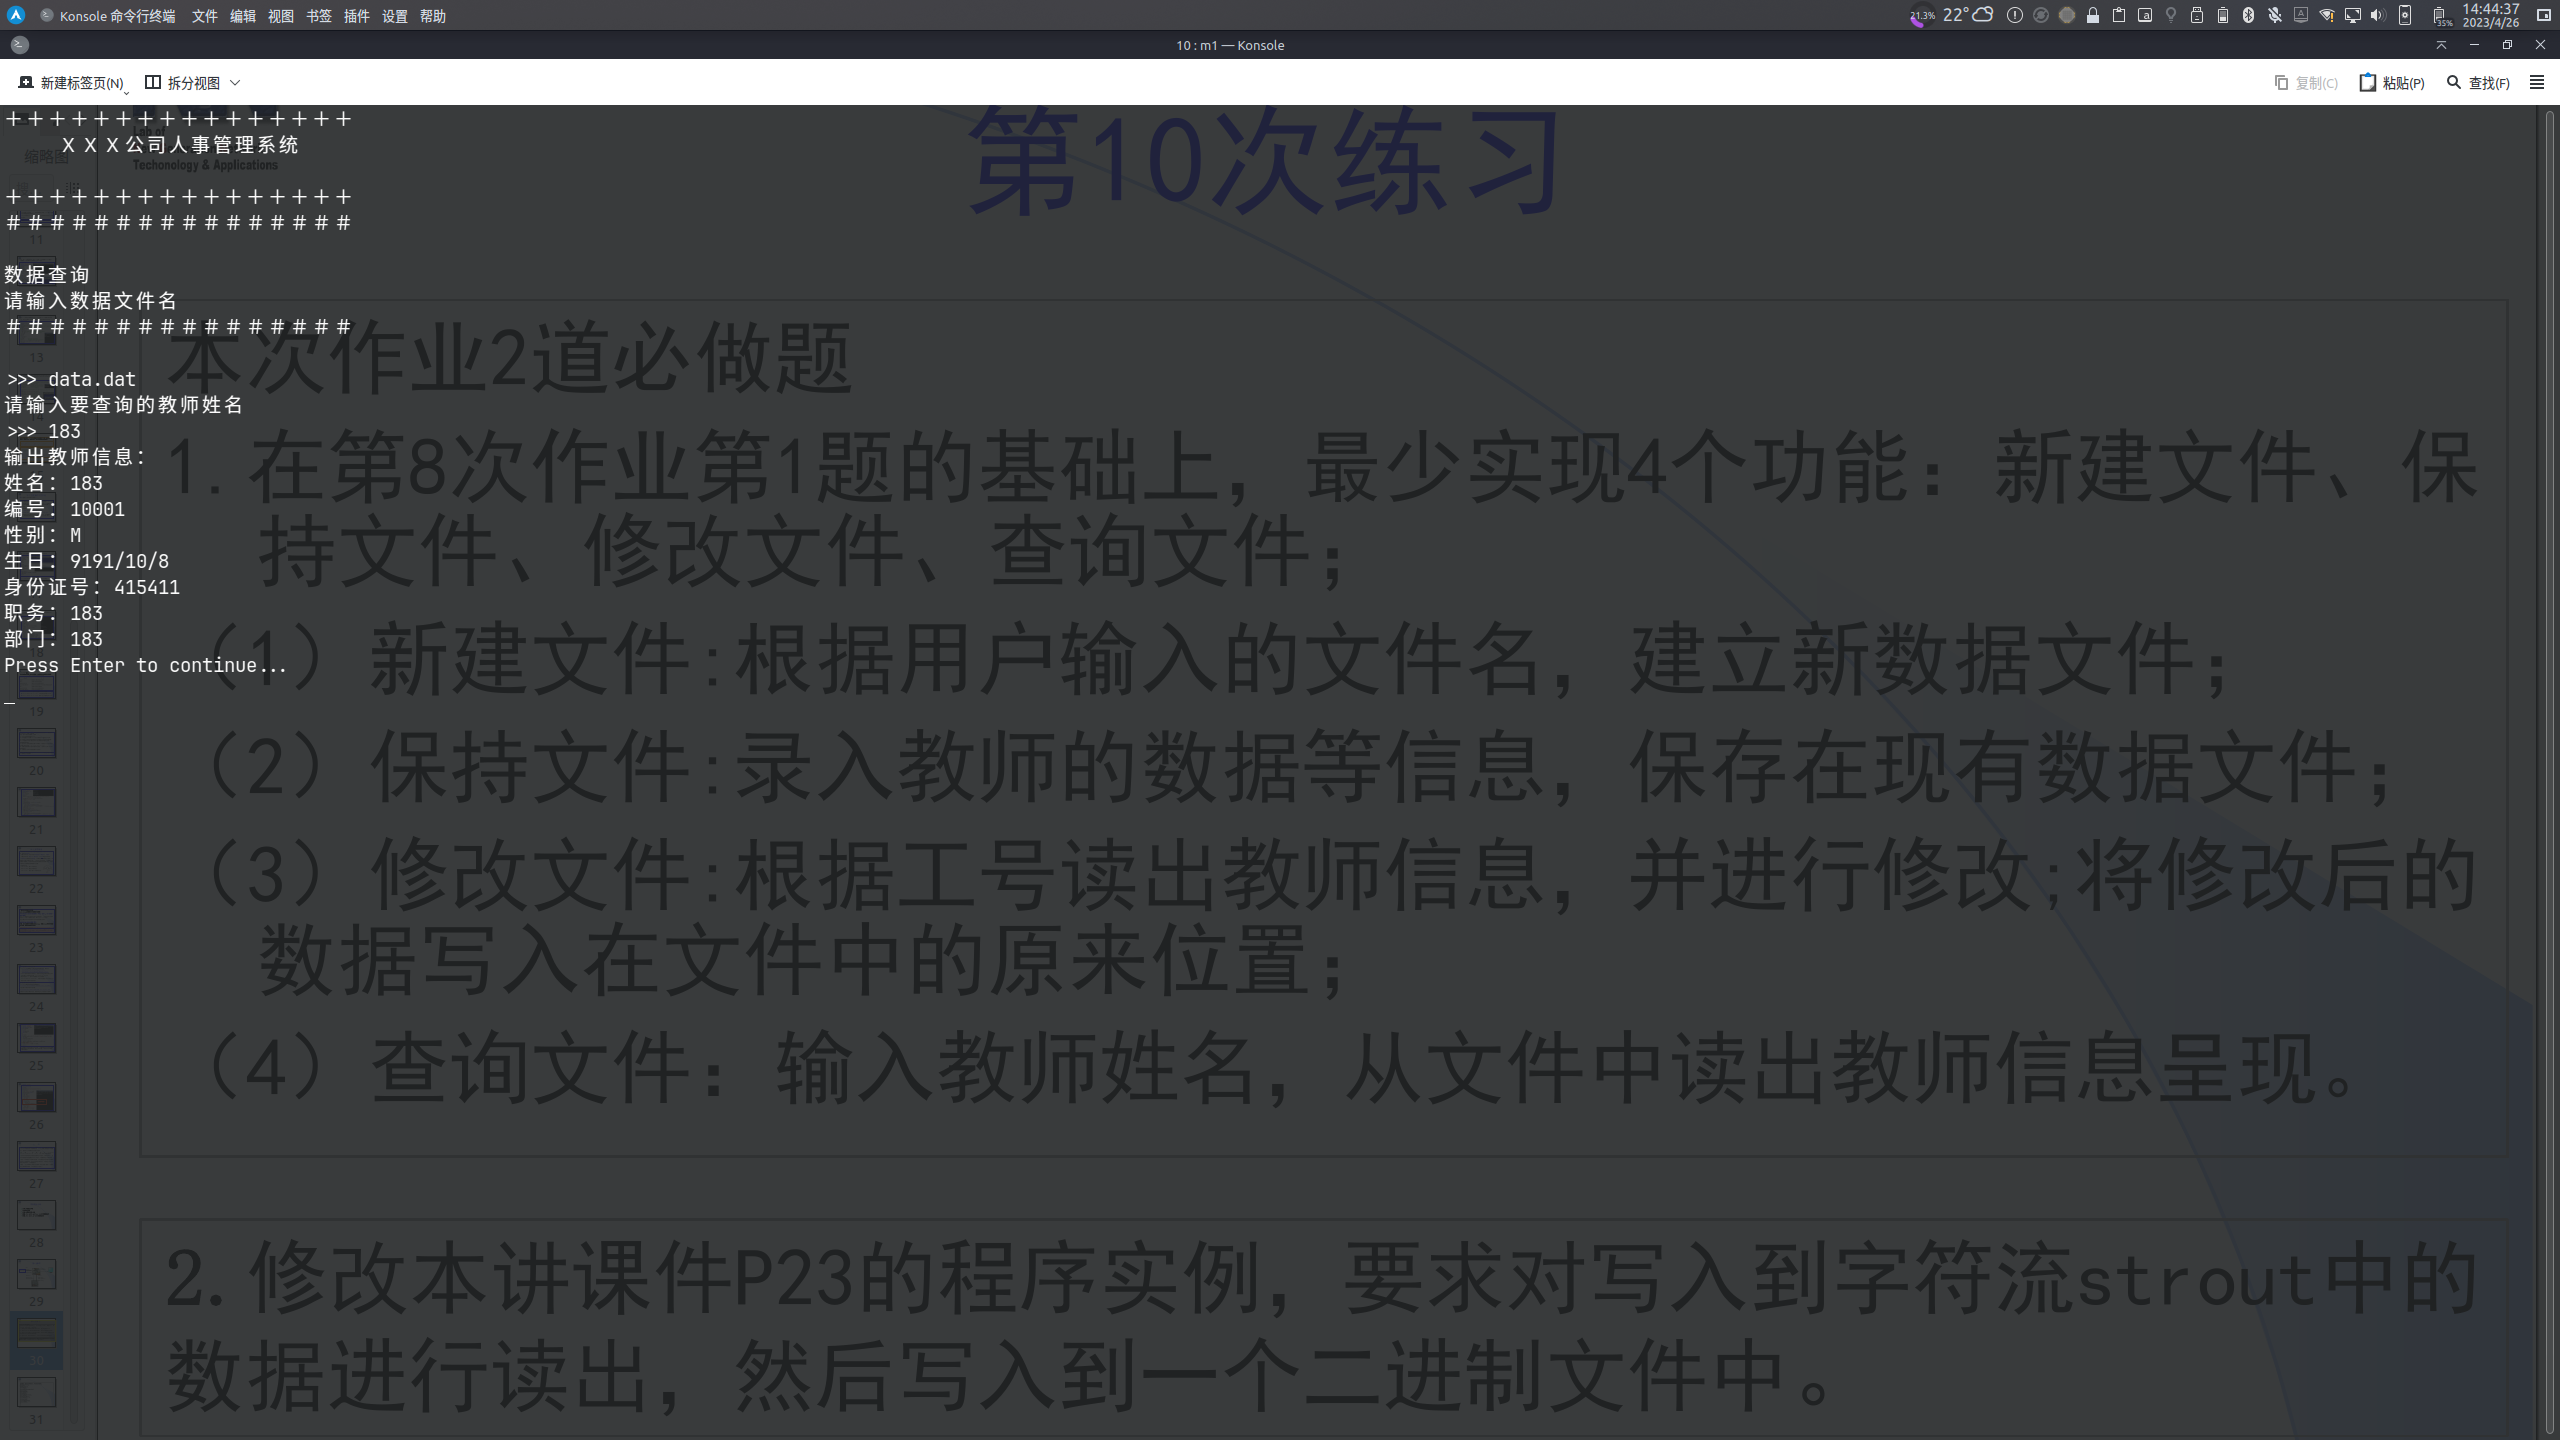 Konsole 命令行终端 文件 编辑 视图 书签 插件 设置 帮助
21.3% 22° 35% 14:44:37
2023/4/26
10 : m1 — Konsole
新建标签页(N) 拆分视图 复制(C) 粘贴(P) 查找(F)
++++++++++++++++
ＸＸＸ公司人事管理系统
++++++++++++++++
################
数据查询
请输入数据文件名
################
>>> data.dat
请输入要查询的教师姓名
>>> 183
输出教师信息：
姓名：183
编号：10001
性别：M
生日：9191/10/8
身份证号：415411
职务：183
部门：183
Press Enter to continue...
_
缩略图
Lab of
Techonology & Applications
11
13
19
20
21
22
23
24
25
26
27
28
29
30
31
第10次练习
本次作业2道必做题
1.在第8次作业第1题的基础上，最少实现4个功能：新建文件、保
持文件、修改文件、查询文件；
（1）新建文件:根据用户输入的文件名，建立新数据文件；
（2）保持文件:录入教师的数据等信息，保存在现有数据文件；
（3）修改文件:根据工号读出教师信息，并进行修改;将修改后的
数据写入在文件中的原来位置；
（4）查询文件：输入教师姓名，从文件中读出教师信息呈现。
2.修改本讲课件P23的程序实例，要求对写入到字符流strout中的
数据进行读出，然后写入到一个二进制文件中。